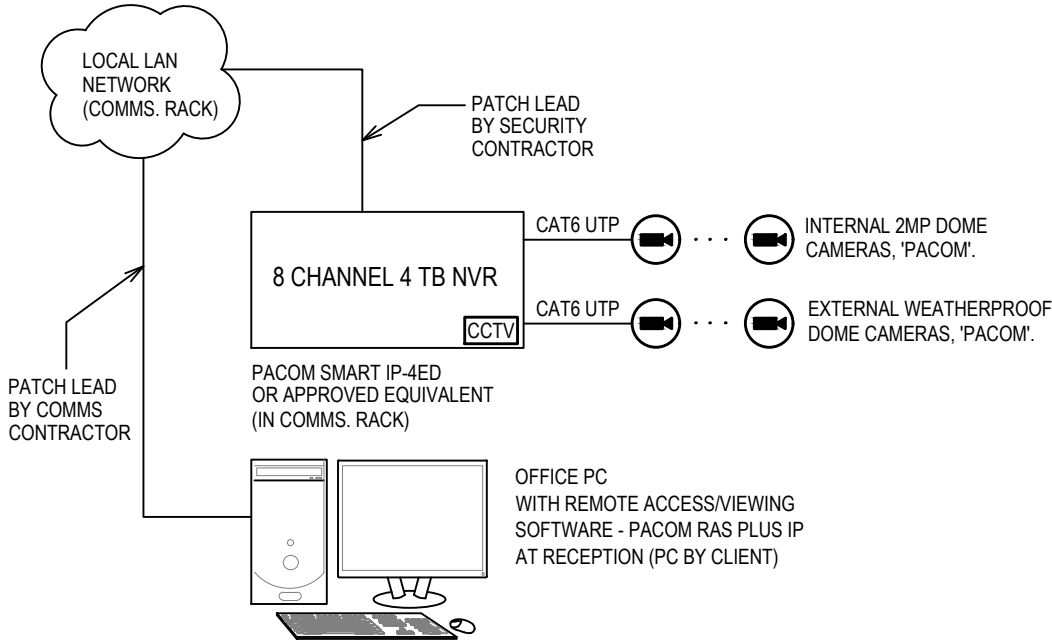 LOCAL LAN
NETWORK
(COMMS. RACK)
PATCH LEAD
BY SECURITY
CONTRACTOR
CAT6 UTP
INTERNAL 2MP DOME
CAMERAS, 'PACOM'.
8 CHANNEL 4 TB NVR
CAT6 UTP
EXTERNAL WEATHERPROOF
DOME CAMERAS, 'PACOM'.
CCTV
PACOM SMART IP-4ED
OR APPROVED EQUIVALENT
(IN COMMS. RACK)
PATCH LEAD
BY COMMS
CONTRACTOR
OFFICE PC
WITH REMOTE ACCESS/VIEWING
SOFTWARE - PACOM RAS PLUS IP
AT RECEPTION (PC BY CLIENT)